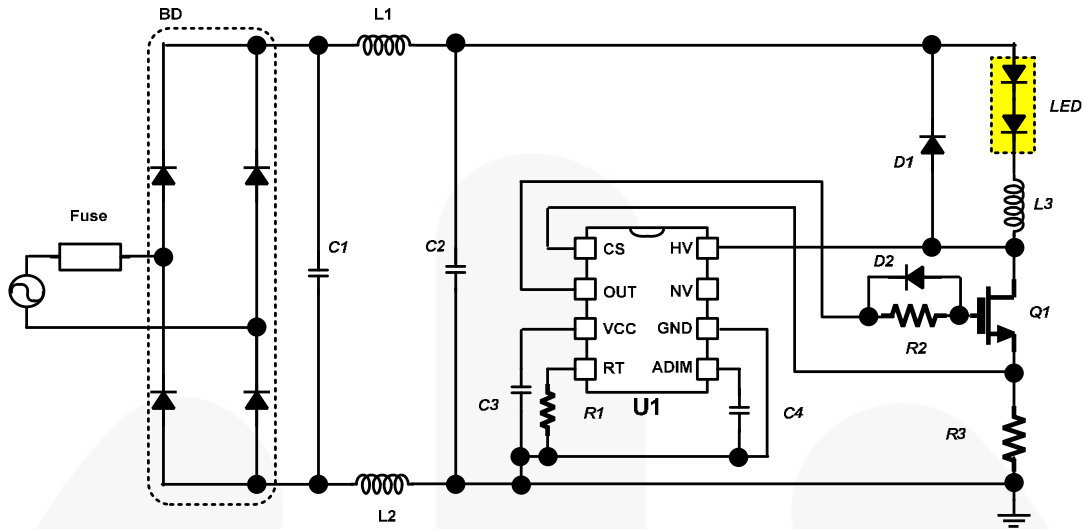 BD
L1
LED
D1
L3
Fuse
C1
C2
CS
HV
D2
OUT
NV
Q1
VCC
GND
R2
RT
ADIM
C3
R1
U1
C4
R3
L2